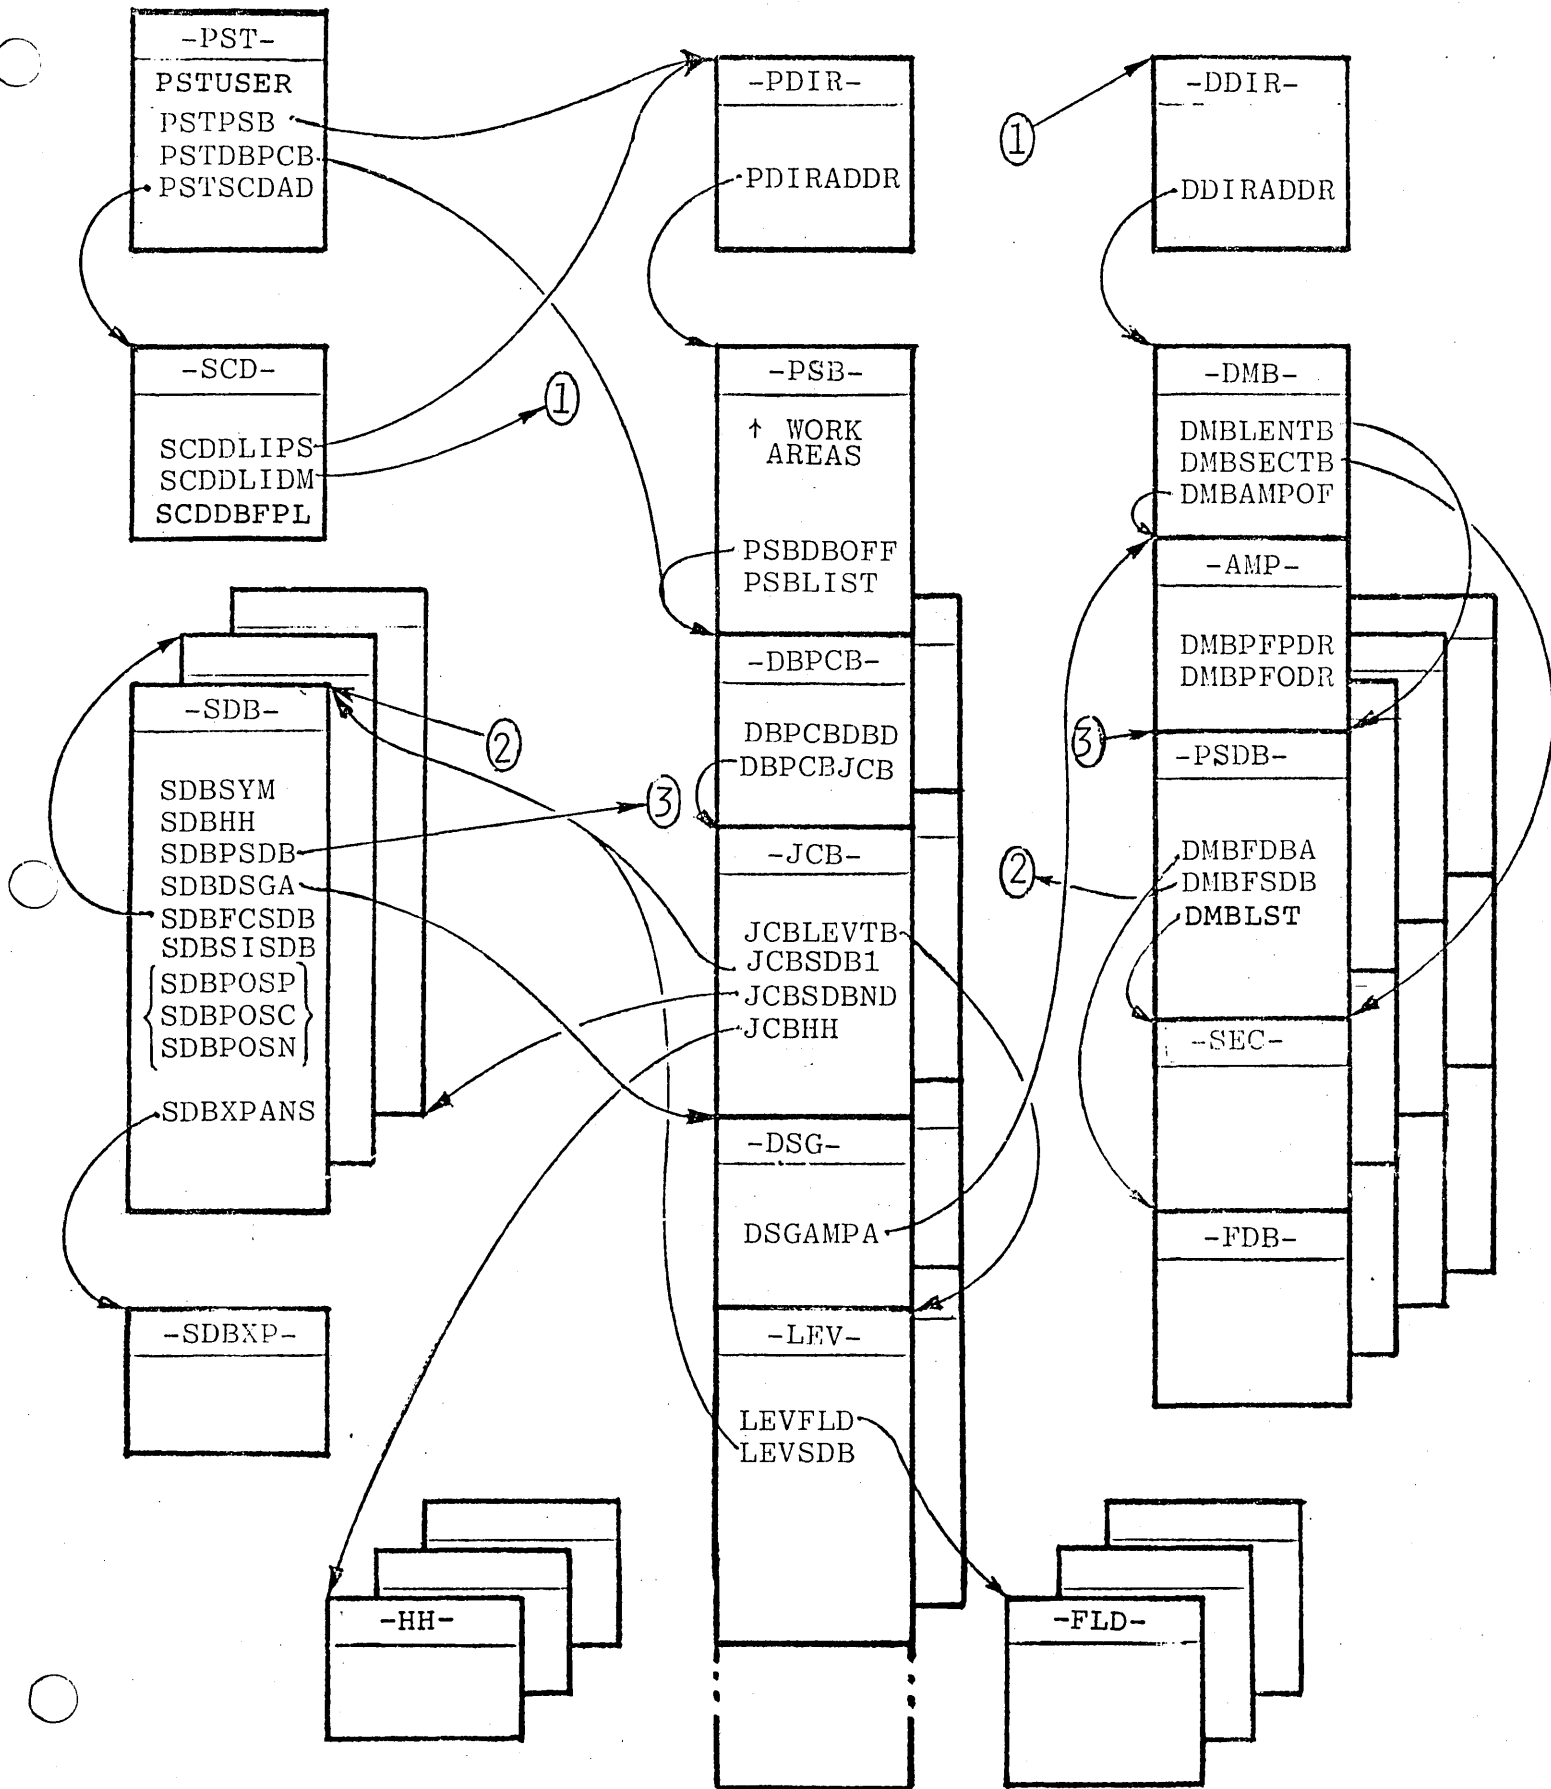 -PST-
PSTUSER
PSTPSB
PSTDBPCB
PSTSCDAD
-SCD-
SCDDLIPS
SCDDLIDM
SCDDBFPL
1
-SDB-
SDBSYM
SDBHH
SDBPSDB
SDBDSGA
SDBFCSDB
SDBSISDB
SDBPOSP
SDBPOSC
SDBPOSN
SDBXPANS
2
3
-SDBXP-
-HH-
-PDIR-
PDIRADDR
-PSB-
↑ WORK
AREAS
PSBDBOFF
PSBLIST
-DBPCB-
DBPCBDBD
DBPCBJCB
-JCB-
JCBLEVTB
JCBSDB1
JCBSDBND
JCBHH
-DSG-
DSGAMPA
-LEV-
LEVFLD
LEVSDB
1
-DDIR-
DDIRADDR
-DMB-
DMBLENTB
DMBSECTB
DMBAMPOF
-AMP-
DMBPFPDR
DMBPFODR
3
-PSDB-
DMBFDBA
2
DMBFSDB
DMBLST
-SEC-
-FDB-
-FLD-